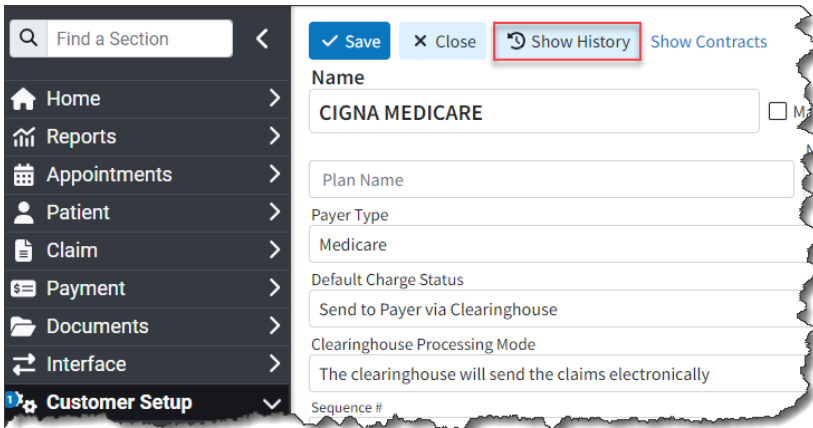 Find a Section
Home
Reports
Appointments
Patient
Claim
Payment
Documents
Interface
1
Customer Setup
Save
Close
Show History
Show Contracts
Name
CIGNA MEDICARE
Plan Name
Payer Type
Medicare
Default Charge Status
Send to Payer via Clearinghouse
Clearinghouse Processing Mode
The clearinghouse will send the claims electronically
Sequence #